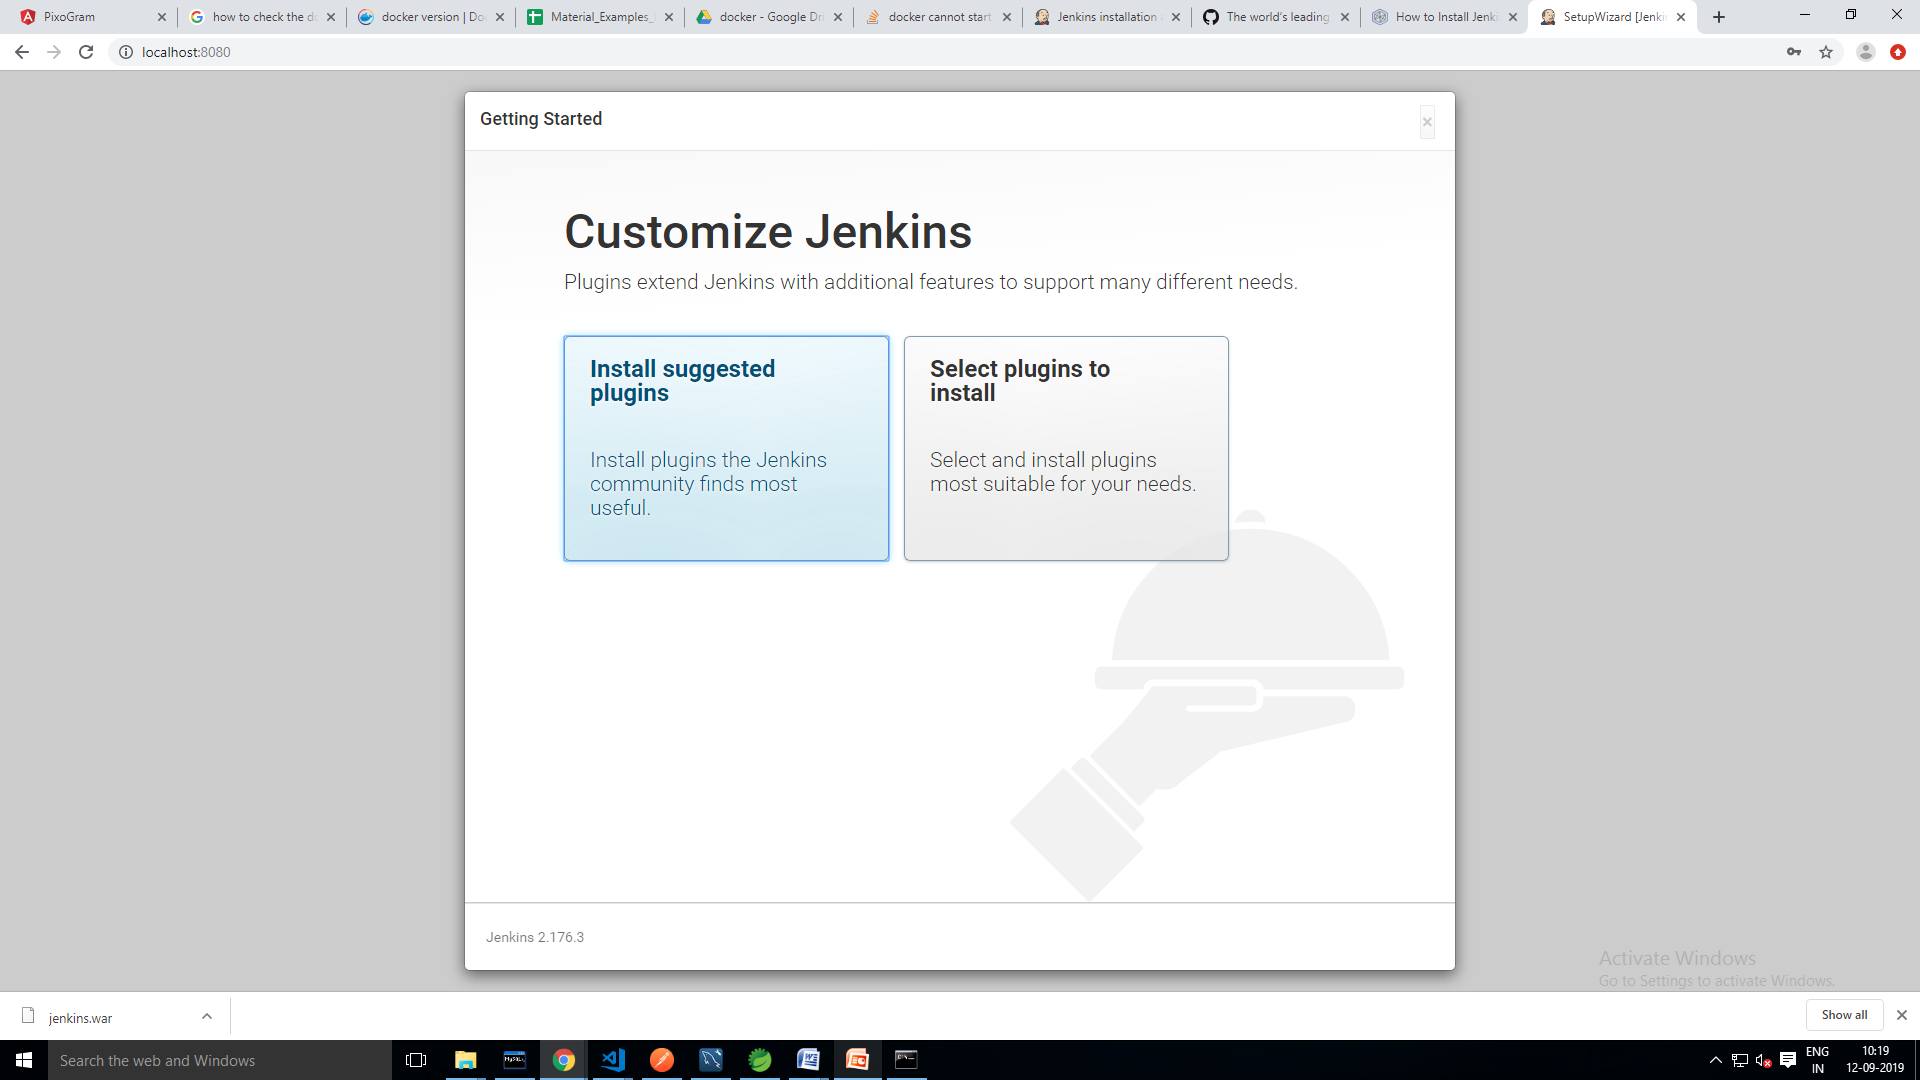 PixoGram
how to check the do
docker version | Do
Material_Examples_
docker - Google Dri
docker cannot start
Jenkins installation
The world's leading
How to Install Jenki
SetupWizard [Jenkin
localhost:8080
Getting Started
Customize Jenkins
Plugins extend Jenkins with additional features to support many different needs.
Install suggested
plugins
Install plugins the Jenkins
community finds most
useful.
Select plugins to
install
Select and install plugins
most suitable for your needs.
Jenkins 2.176.3
Activate Windows
Go to Settings to activate Windows.
jenkins.war
Show all
Search the web and Windows
ENG
IN
10:19
12-09-2019